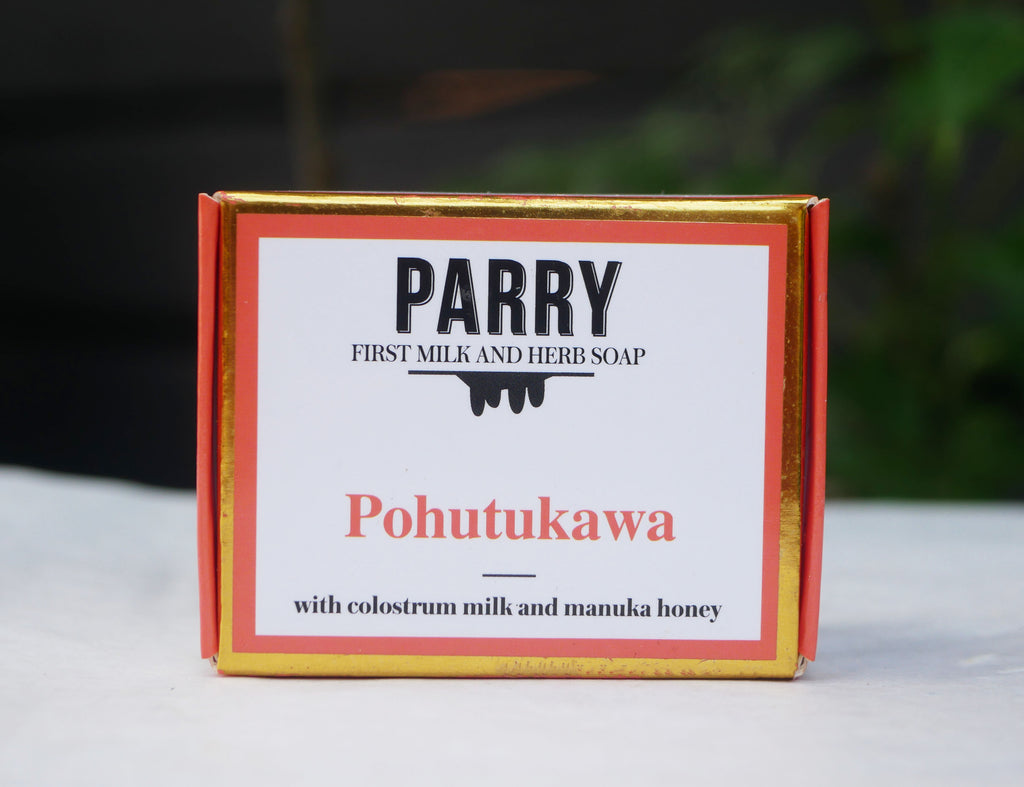 PARRY
FIRST MILK AND HERB SOAP
Pohutukawa
with colostrum milk and manuka honey